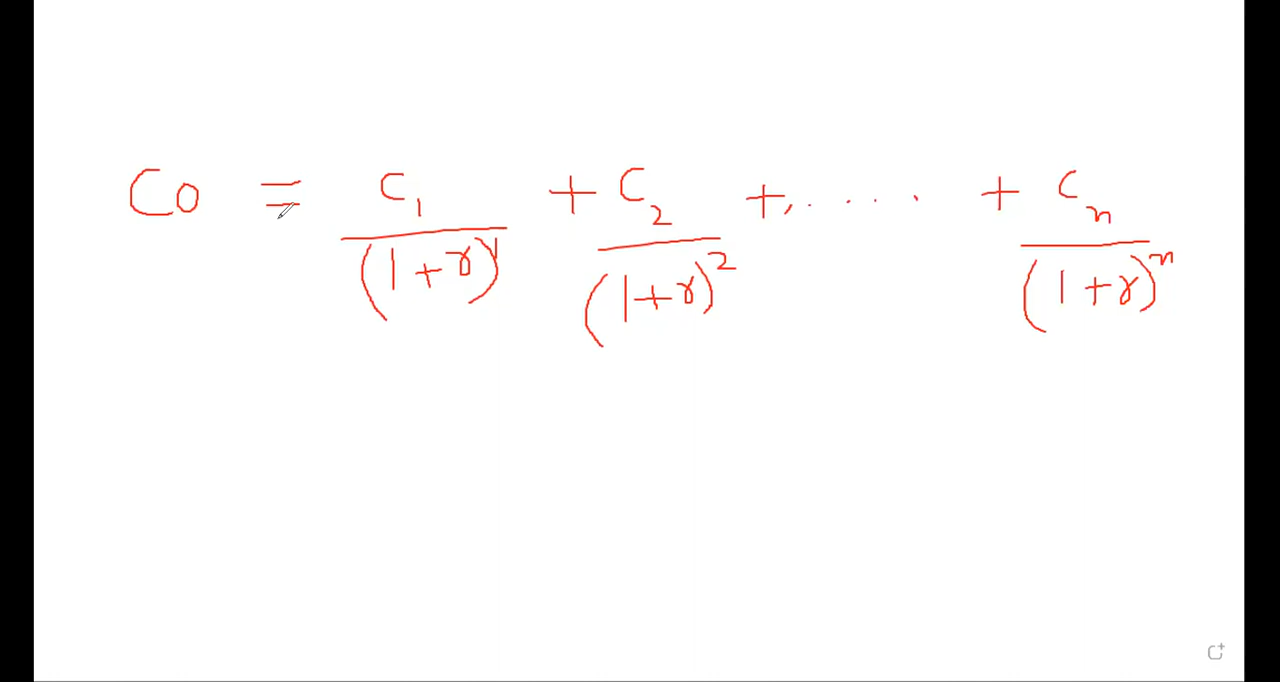 C0 = C₁/(1+r)¹ + C₂/(1+r)² +, . . . . . + Cₙ/(1+r)ⁿ